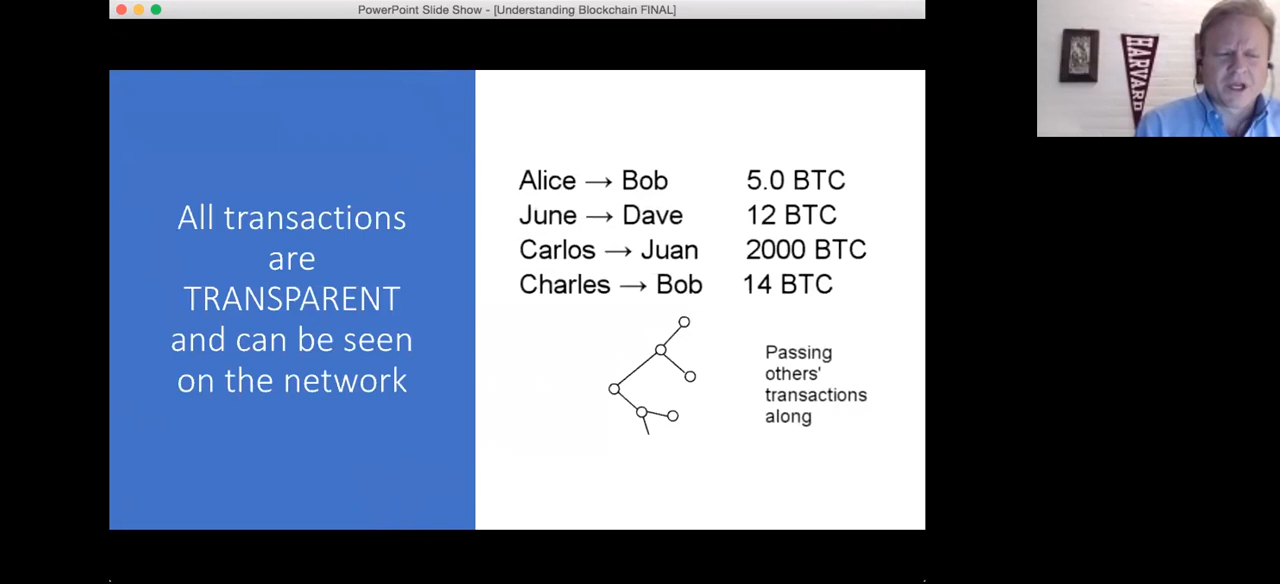 PowerPoint Slide Show - [Understanding Blockchain FINAL]
HARVARD
All transactions
are
TRANSPARENT
and can be seen
on the network
Alice → Bob 5.0 BTC
June → Dave 12 BTC
Carlos → Juan 2000 BTC
Charles → Bob 14 BTC
Passing
others'
transactions
along